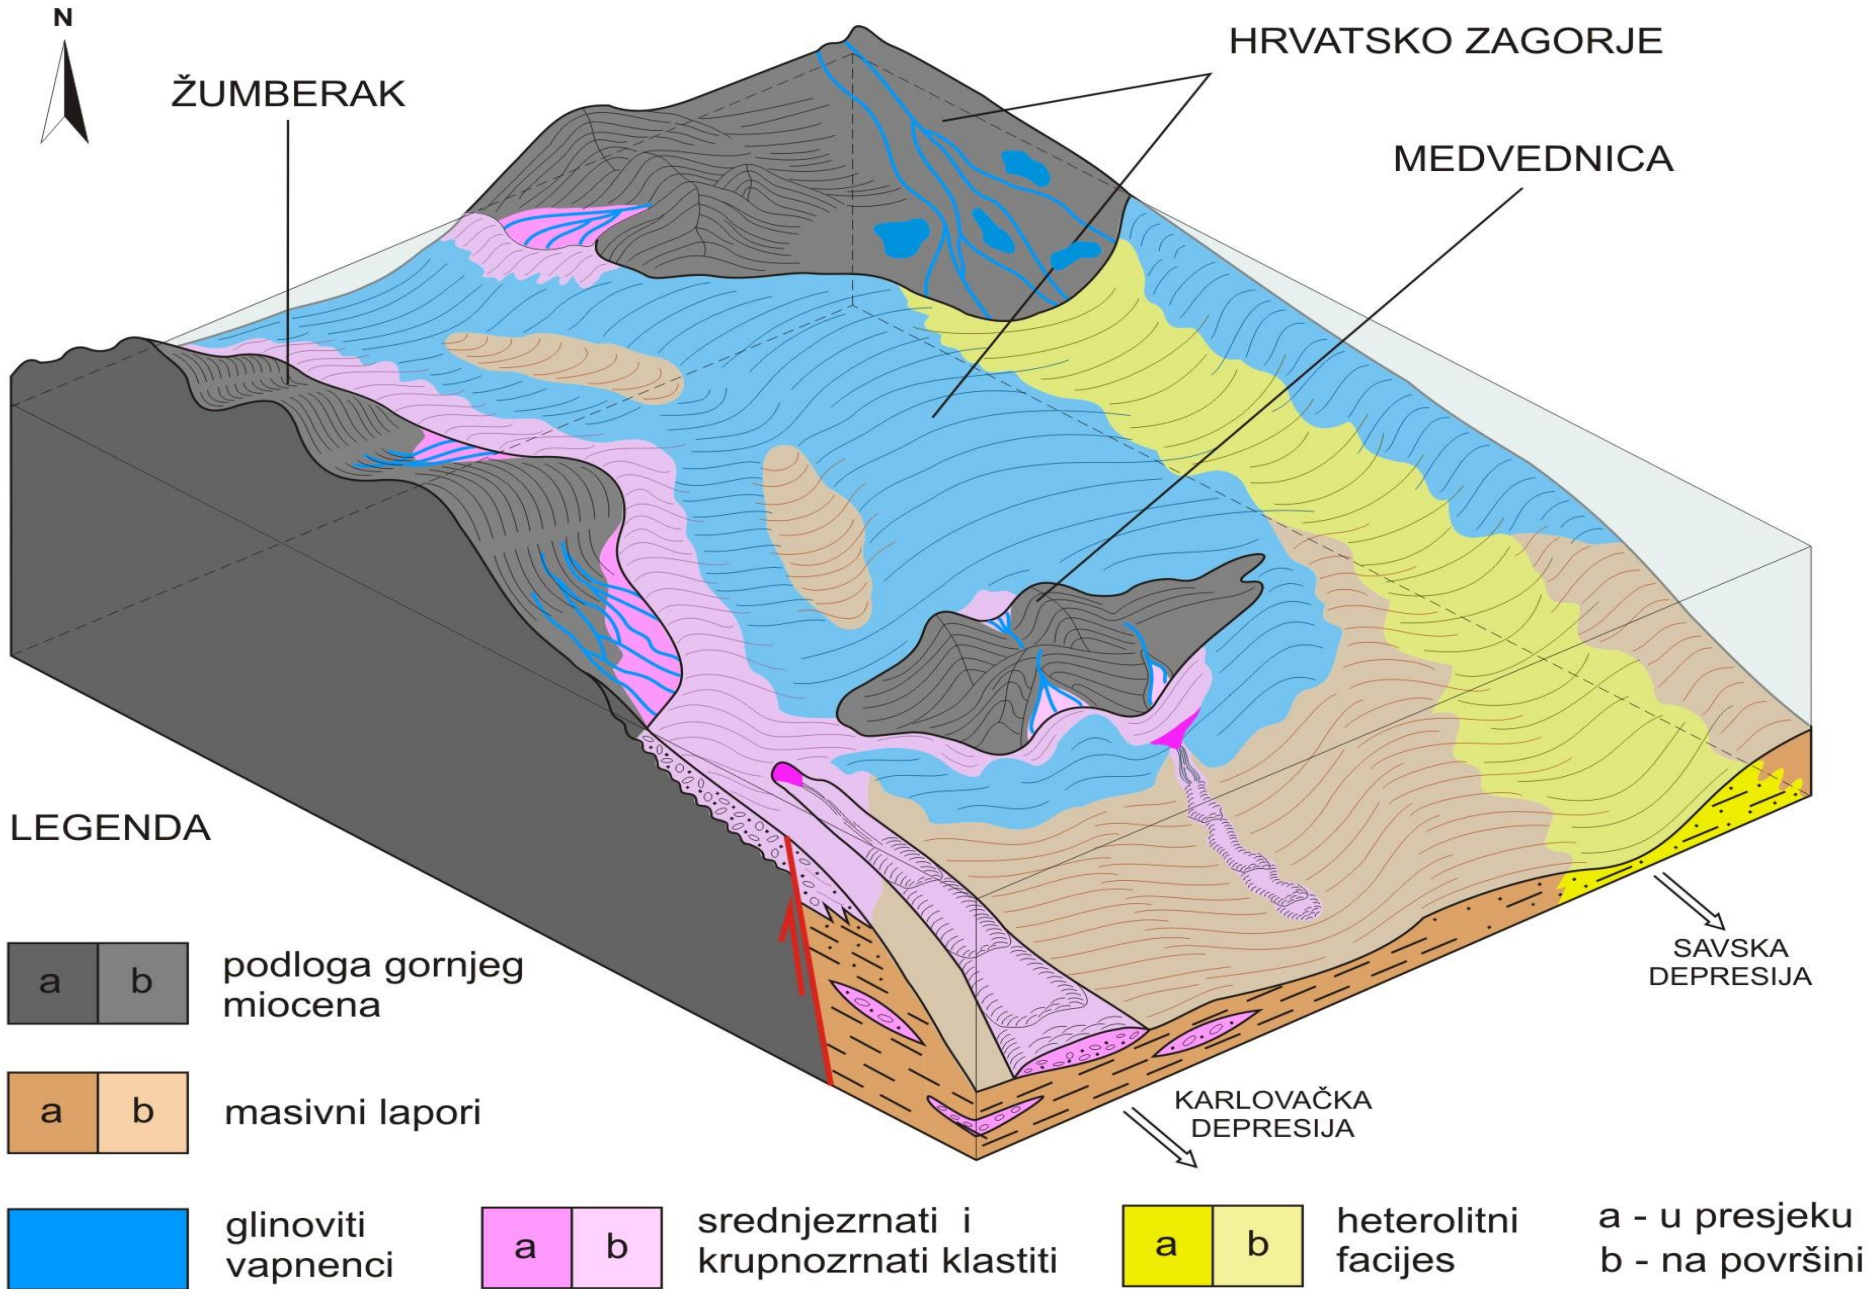 N
ŽUMBERAK
HRVATSKO ZAGORJE
MEDVEDNICA
SAVSKA
DEPRESIJA
KARLOVAČKA
DEPRESIJA
LEGENDA
a b podloga gornjeg
miocena
a b masivni lapori
glinoviti
vapnenci
a b srednjezrnati i
krupnozrnati klastiti
a b heterolitni
facijes
a - u presjeku
b - na površini